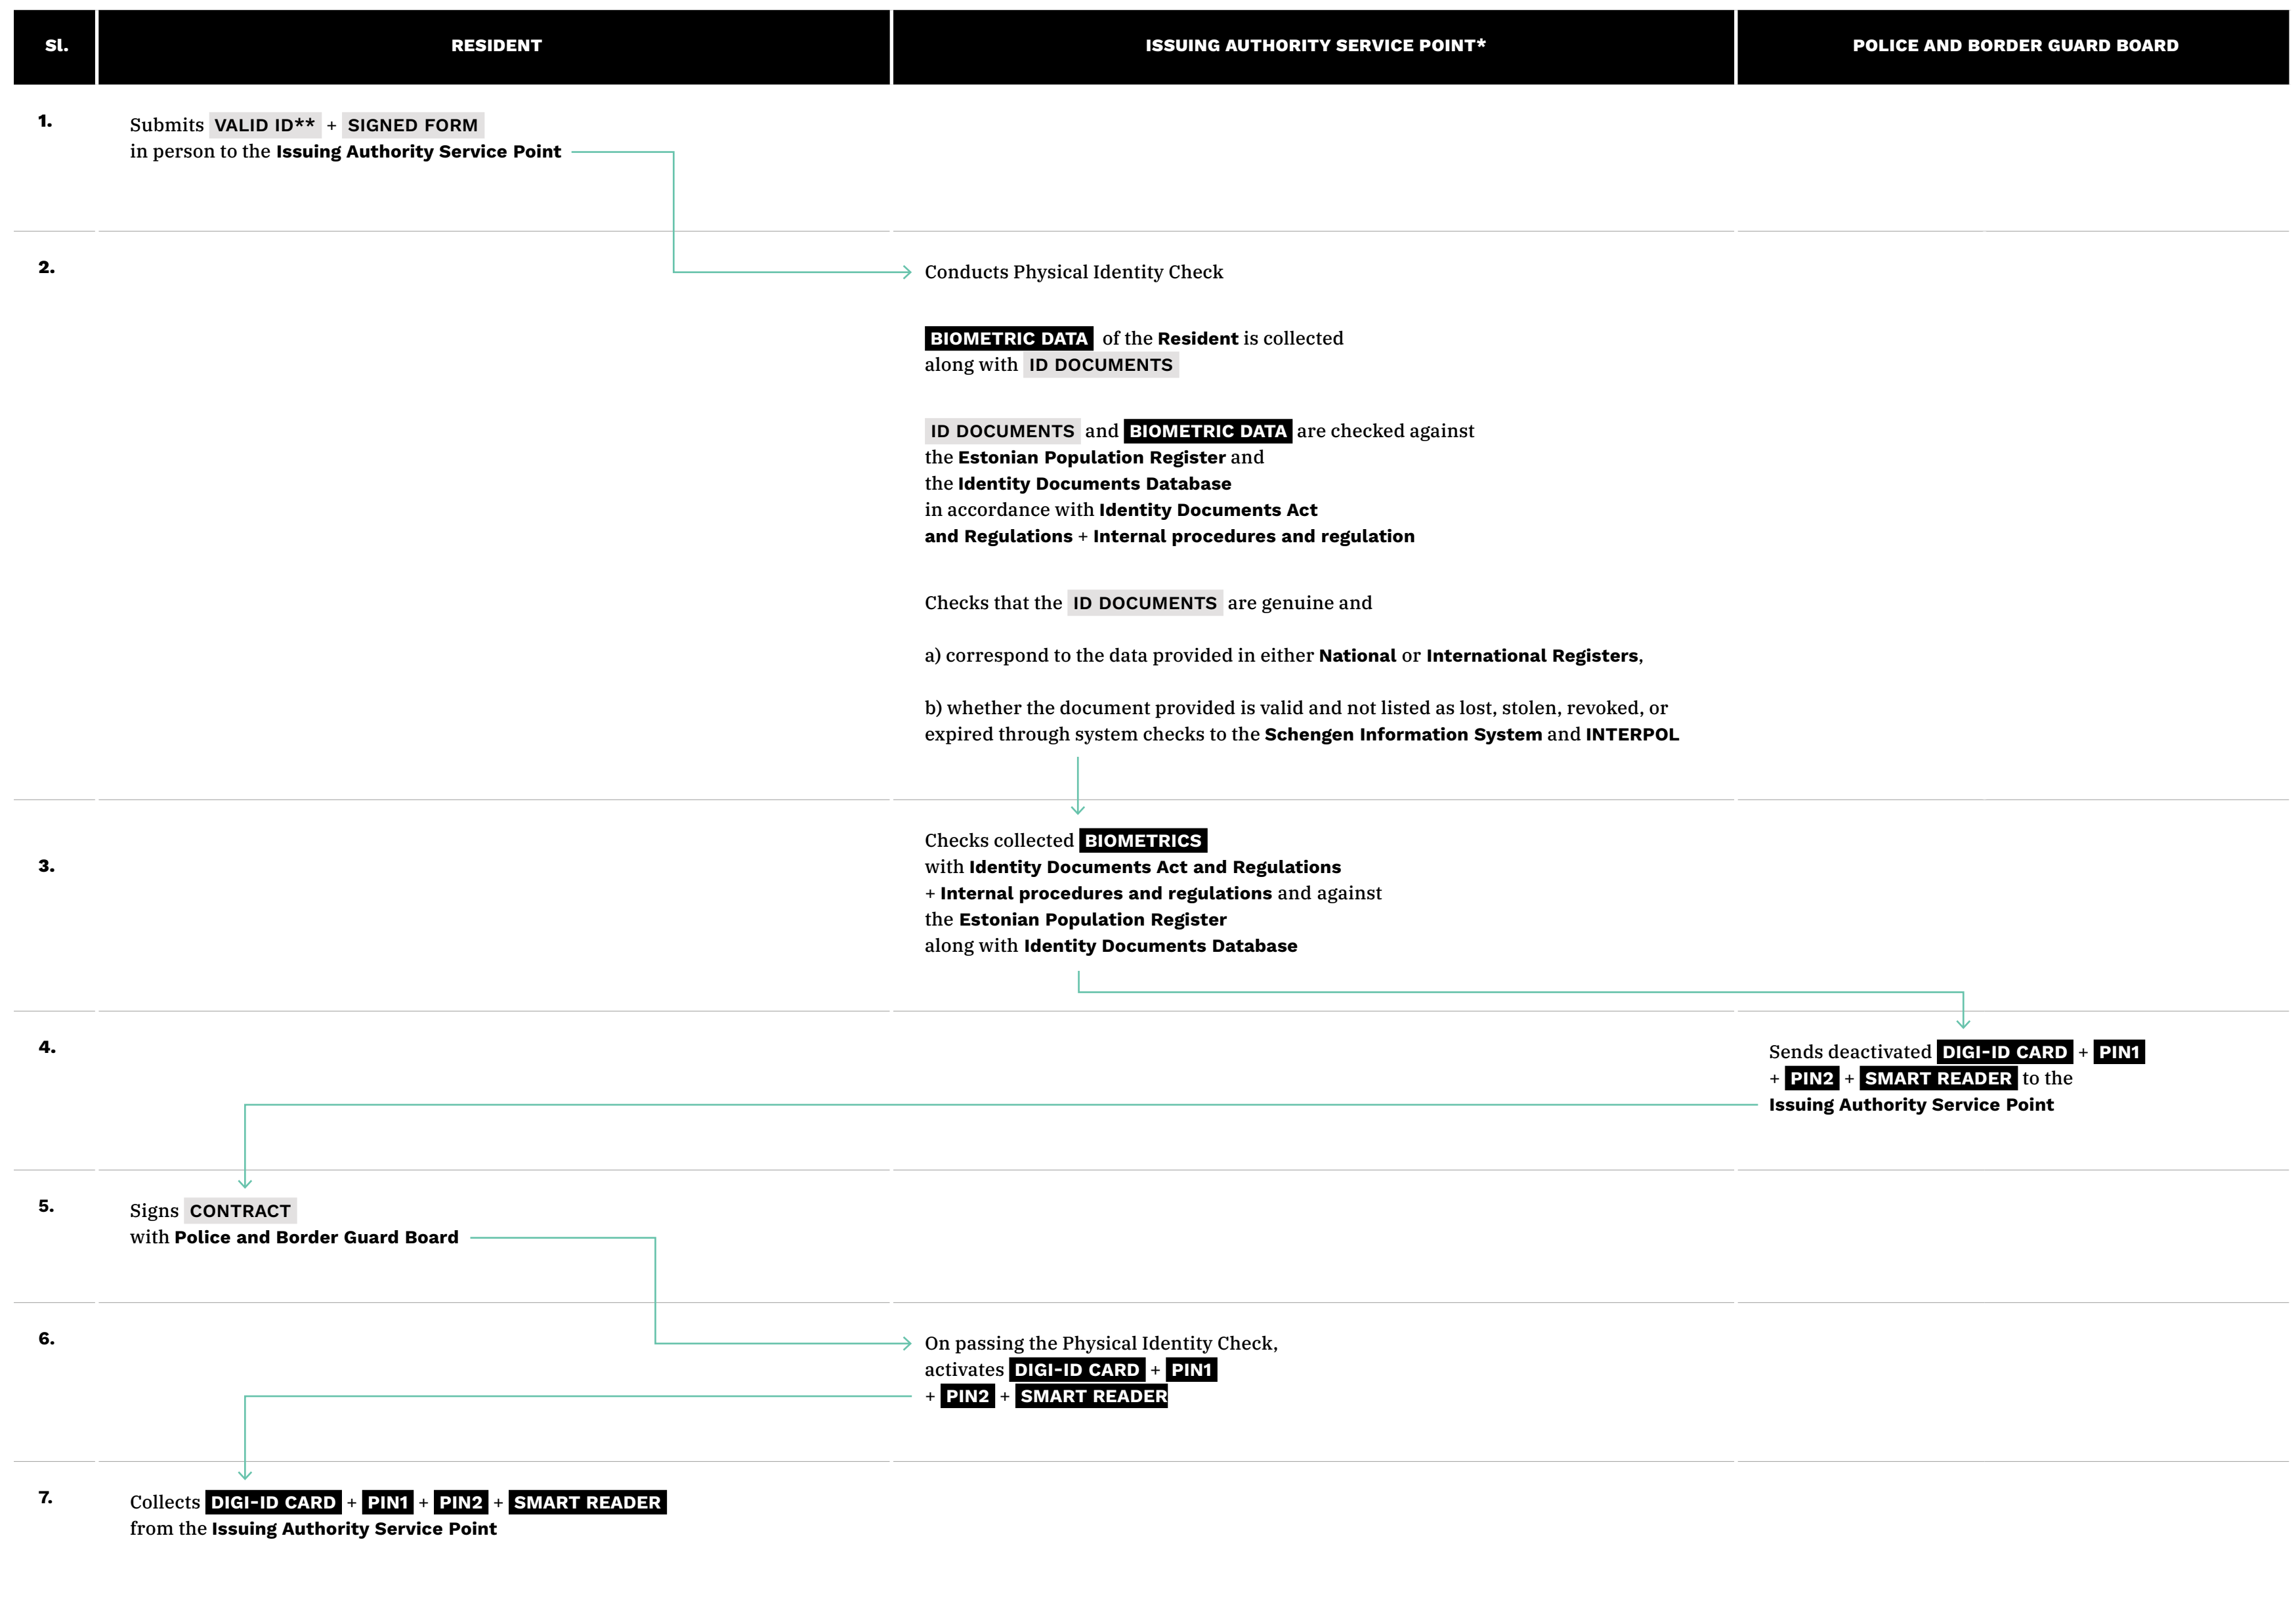 Sl.
RESIDENT
ISSUING AUTHORITY SERVICE POINT*
POLICE AND BORDER GUARD BOARD
1.
Submits VALID ID** + SIGNED FORM
in person to the Issuing Authority Service Point
2.
Conducts Physical Identity Check
BIOMETRIC DATA of the Resident is collected
along with ID DOCUMENTS
ID DOCUMENTS and BIOMETRIC DATA are checked against
the Estonian Population Register and
the Identity Documents Database
in accordance with Identity Documents Act
and Regulations + Internal procedures and regulation
Checks that the ID DOCUMENTS are genuine and
a) correspond to the data provided in either National or International Registers,
b) whether the document provided is valid and not listed as lost, stolen, revoked, or
expired through system checks to the Schengen Information System and INTERPOL
3.
Checks collected BIOMETRICS
with Identity Documents Act and Regulations
+ Internal procedures and regulations and against
the Estonian Population Register
along with Identity Documents Database
4.
Sends deactivated DIGI-ID CARD + PIN1
+ PIN2 + SMART READER to the
Issuing Authority Service Point
5.
Signs CONTRACT
with Police and Border Guard Board
6.
On passing the Physical Identity Check,
activates DIGI-ID CARD + PIN1
+ PIN2 + SMART READER
7.
Collects DIGI-ID CARD + PIN1 + PIN2 + SMART READER
from the Issuing Authority Service Point